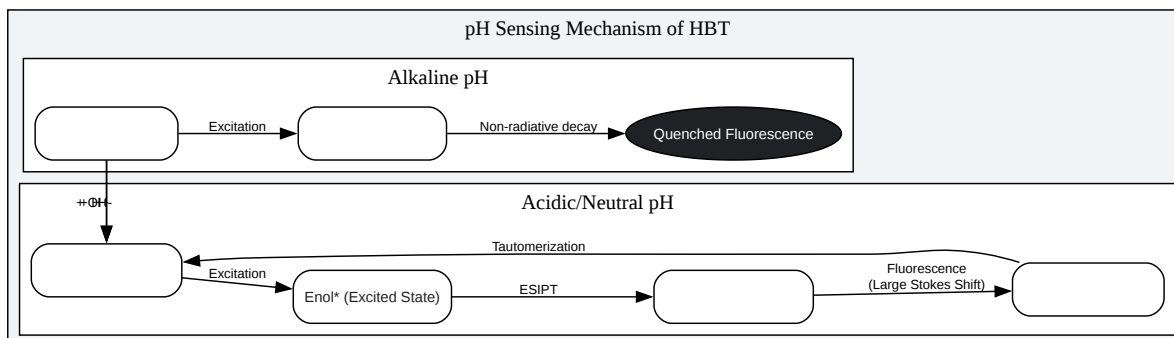 pH Sensing Mechanism of HBT
Alkaline pH
Excitation
Non-radiative decay
Quenched Fluorescence
Acidic/Neutral pH
Tautomerization
Excitation
Enol* (Excited State)
ESIPT
Fluorescence
(Large Stokes Shift)